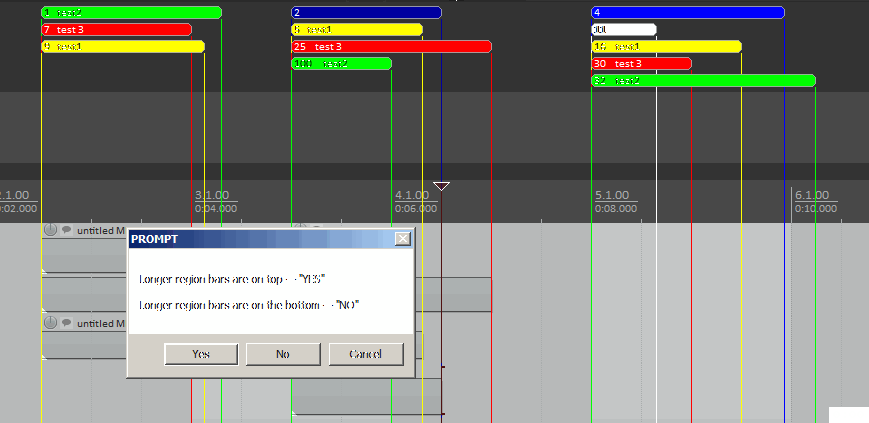 1 test2
2
4
7 test 3
5 test1
9 test1
25 test 3
16 test1
100 test2
30 test 3
62 test2
2.1.00
3.1.00
4.1.00
5.1.00
6.1.00
0:02.000
0:04.000
0:06.000
0:08.000
0:10.000
untitled M
PROMPT
Longer region bars are on top - - "YES"
Longer region bars are on the bottom - - "NO"
untitled M
Yes
No
Cancel